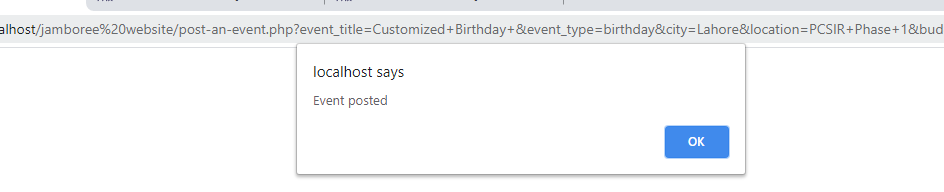 alhost/jamboree%20website/post-an-event.php?event_title=Customized+Birthday+&event_type=birthday&city=Lahore&location=PCSIR+Phase+1&bud
localhost says
Event posted
OK